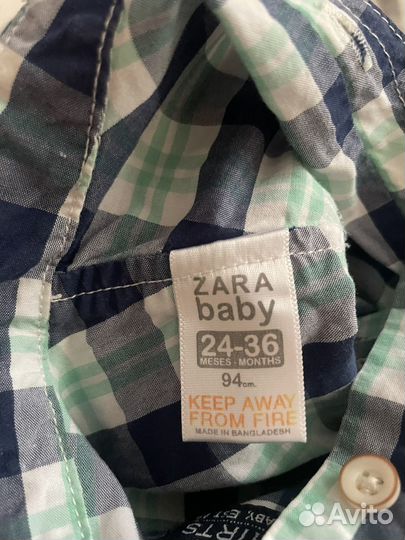 ZARA
baby
24-36
MESES - MONTHS
94cm.
KEEP AWAY
FROM FIRE
MADE IN BANGLADESH
Avito